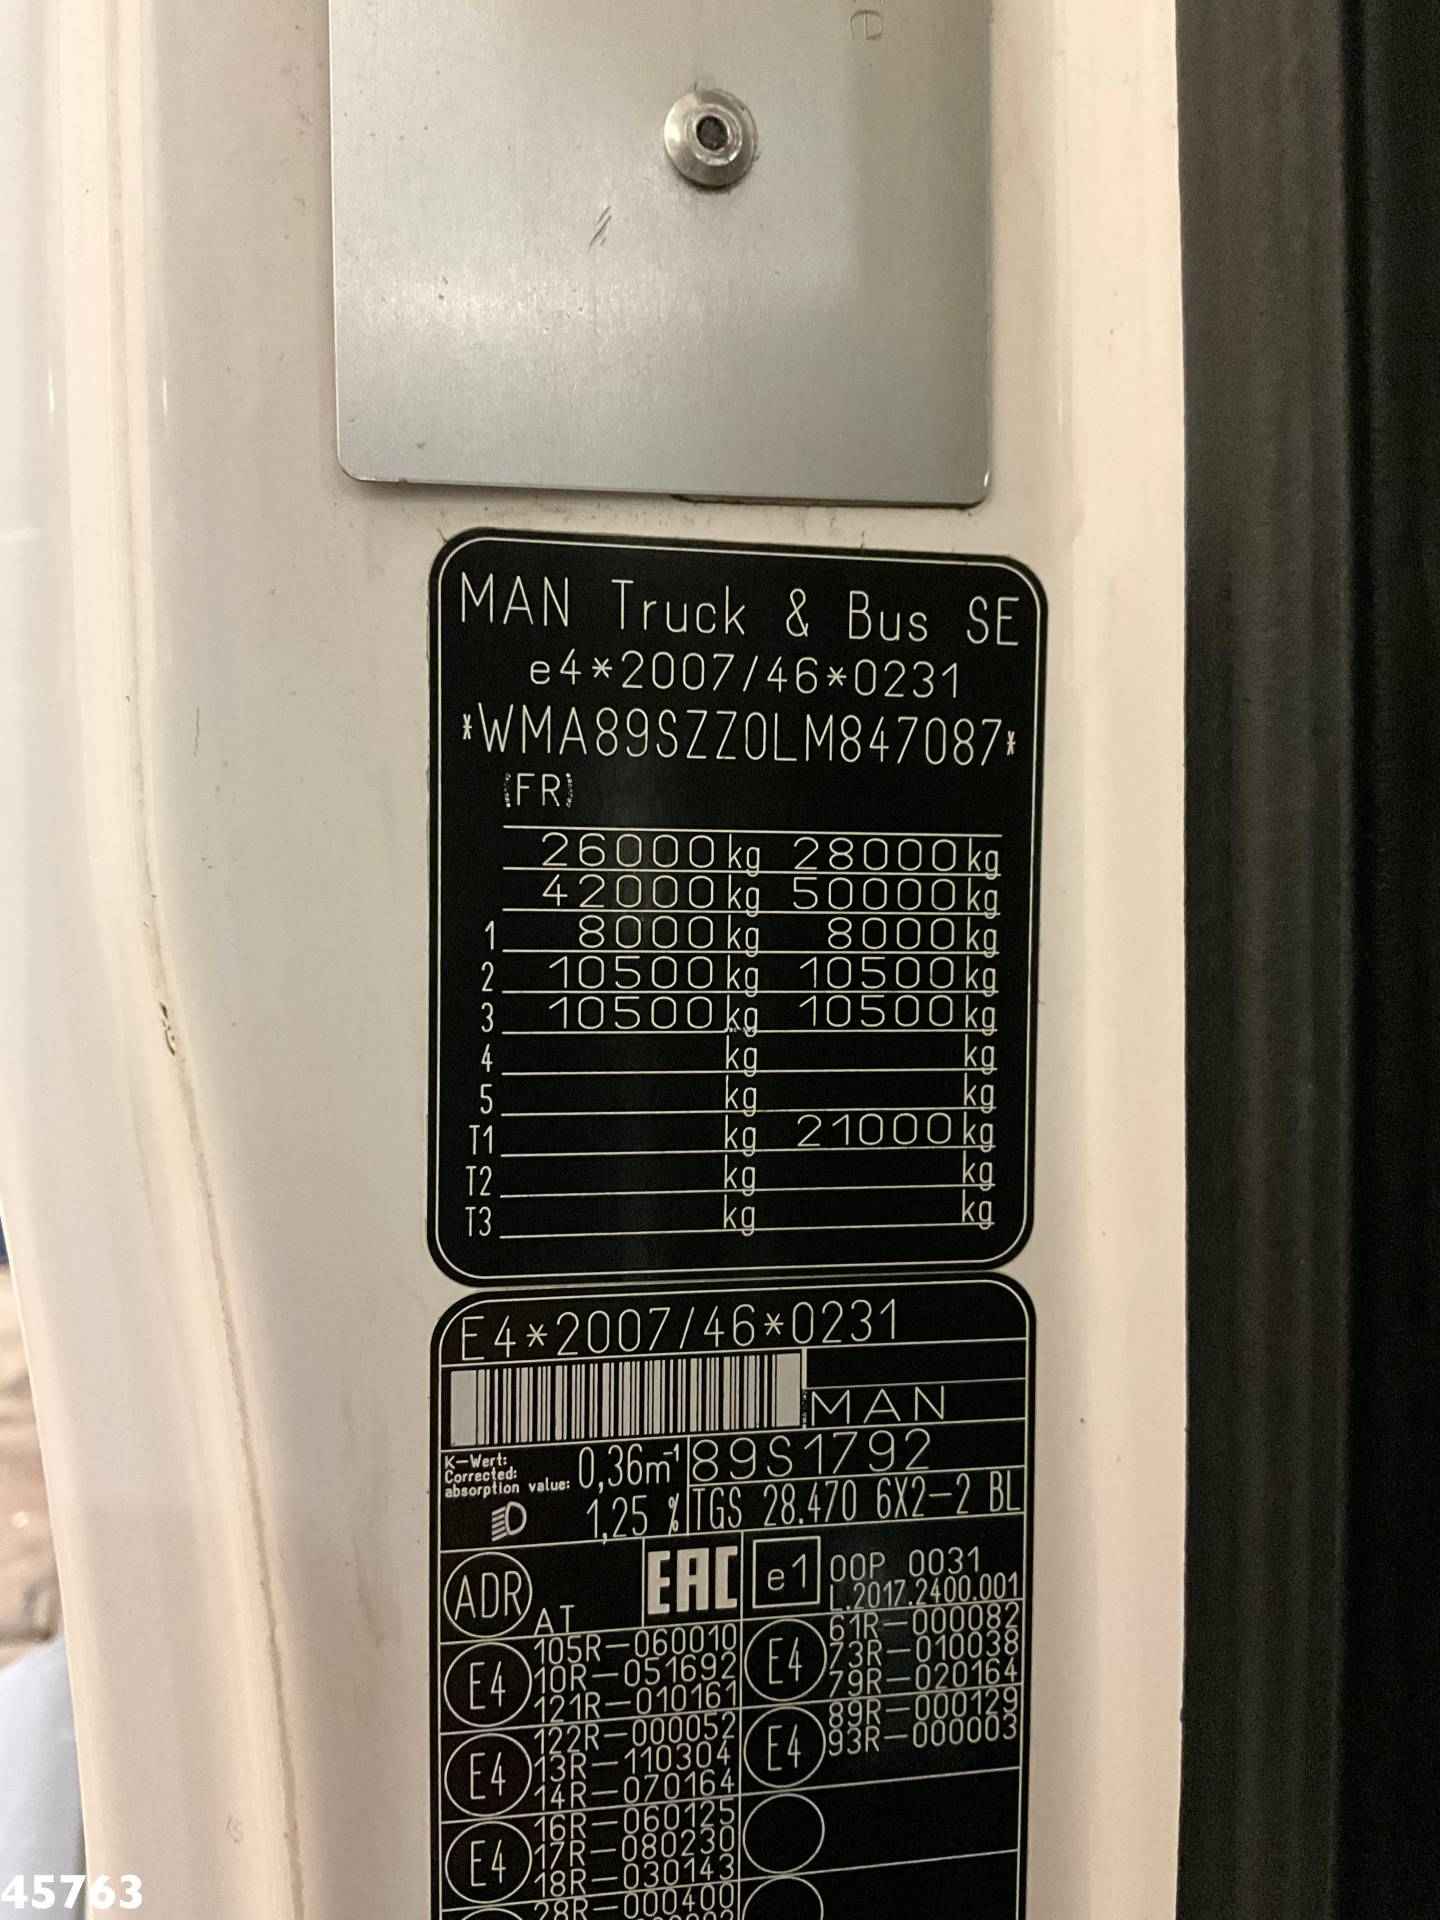 MAN Truck & Bus SE
e4*2007/46*0231
*WMA89SZZ0LM847087*
(FR)
26000kg 28000kg
42000kg 50000kg
1 8000kg 8000kg
2 10500kg 10500kg
3 10500kg 10500kg
4 kg kg
5 kg kg
T1 kg 21000kg
T2 kg kg
T3 kg kg
E4*2007/46*0231
MAN
K-Wert:
Corrected:
absorption value: 0,36m⁻¹
89S1792
1,25 %
TGS 28.470 6X2-2 BL
ADR AT
EAC
e1 00P 0031
L.2017.2400.001
E4 105R-060010
10R-051692
121R-010161
E4 61R-000082
73R-010038
79R-020164
E4 122R-000052
13R-110304
14R-070164
E4 89R-000129
93R-000003
E4 16R-060125
17R-080230
18R-030143
28R-000400
45763